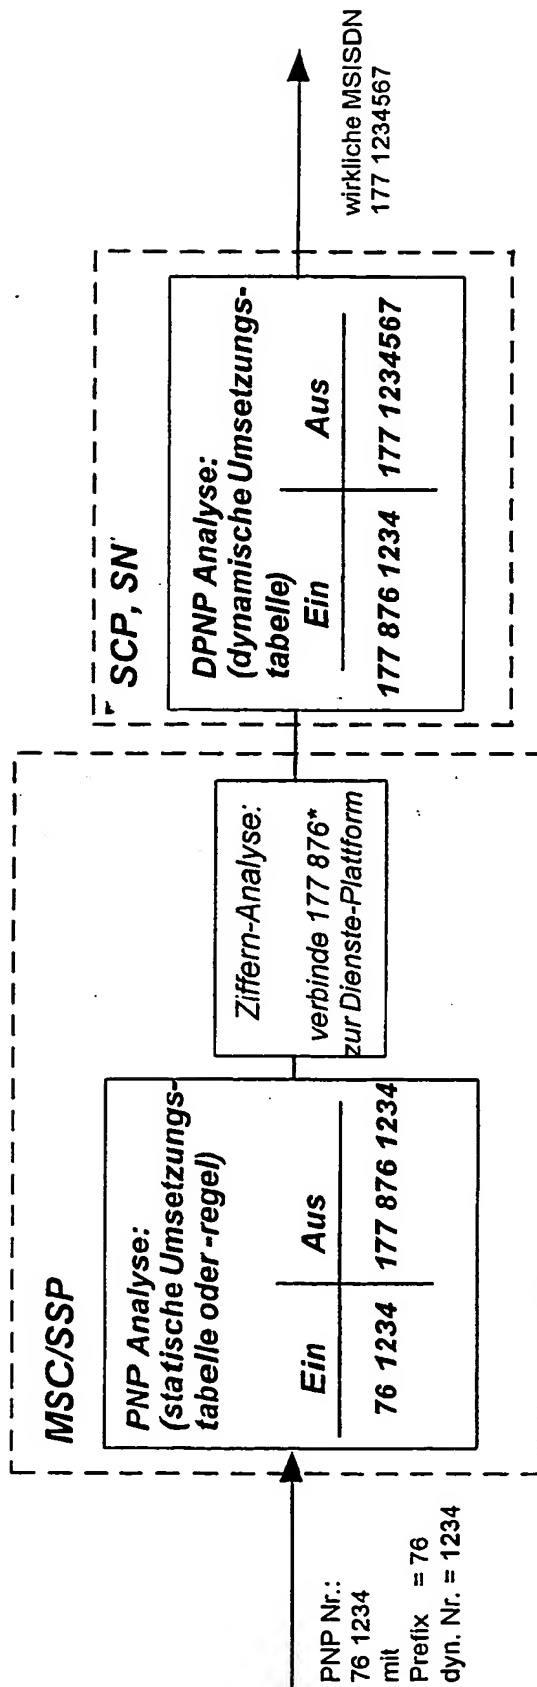 PNP Nr.:
76 1234
mit
Prefix = 76
dyn. Nr. = 1234
MSC/SSP
PNP Analyse:
(statische Umsetzungs-
tabelle oder -regel)
Ein Aus
76 1234 177 876 1234
Ziffern-Analyse:
verbinde 177 876*
zur Dienste-Plattform
SCP, SN
DPNP Analyse:
(dynamische Umsetzungs-
tabelle)
Ein Aus
177 876 1234 177 1234567
wirkliche MSISDN
177 1234567